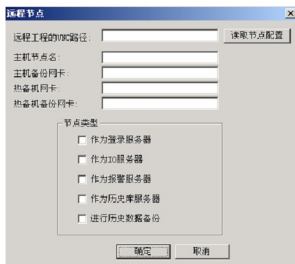 远程节点
远程工程的UNC路径:
读取节点配置
主机节点名:
主机备份网卡:
热备机网卡:
热备机备份网卡:
节点类型
作为登录服务器
作为IO服务器
作为报警服务器
作为历史库服务器
进行历史数据备份
确定
取消